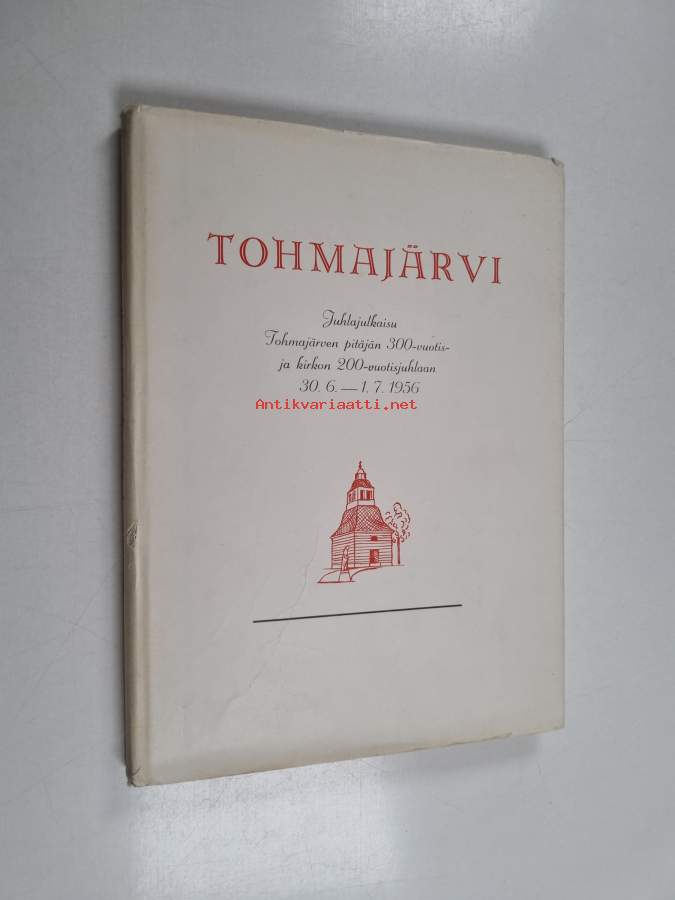 TOHMAJÄRVI
Juhlajulkaisu
Tohmajärven pitäjän 300-vuotis-
ja kirkon 200-vuotisjuhlaan
30. 6. — 1. 7. 1956
Antikvariaatti.net